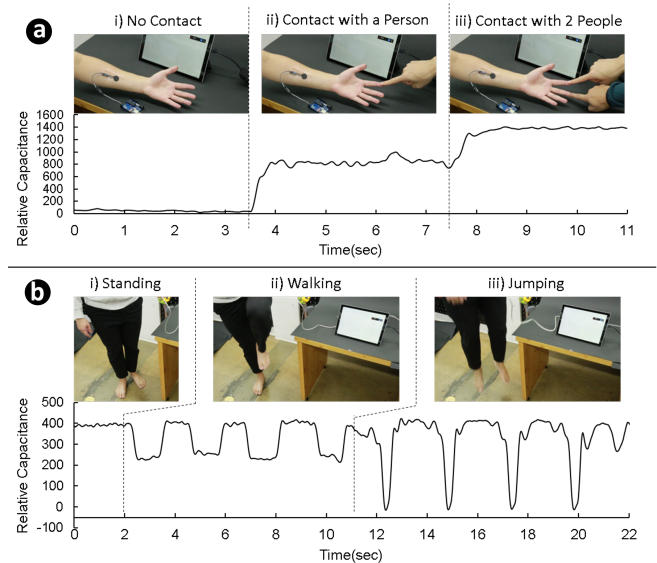 a
i) No Contact
ii) Contact with a Person
iii) Contact with 2 People
Relative Capacitance
1600
1400
1200
1000
800
600
400
200
0
0 1 2 3 4 5 6 7 8 9 10 11
Time(sec)
b
i) Standing
ii) Walking
iii) Jumping
Relative Capacitance
500
400
300
200
100
0
-100
0 2 4 6 8 10 12 14 16 18 20 22
Time(sec)